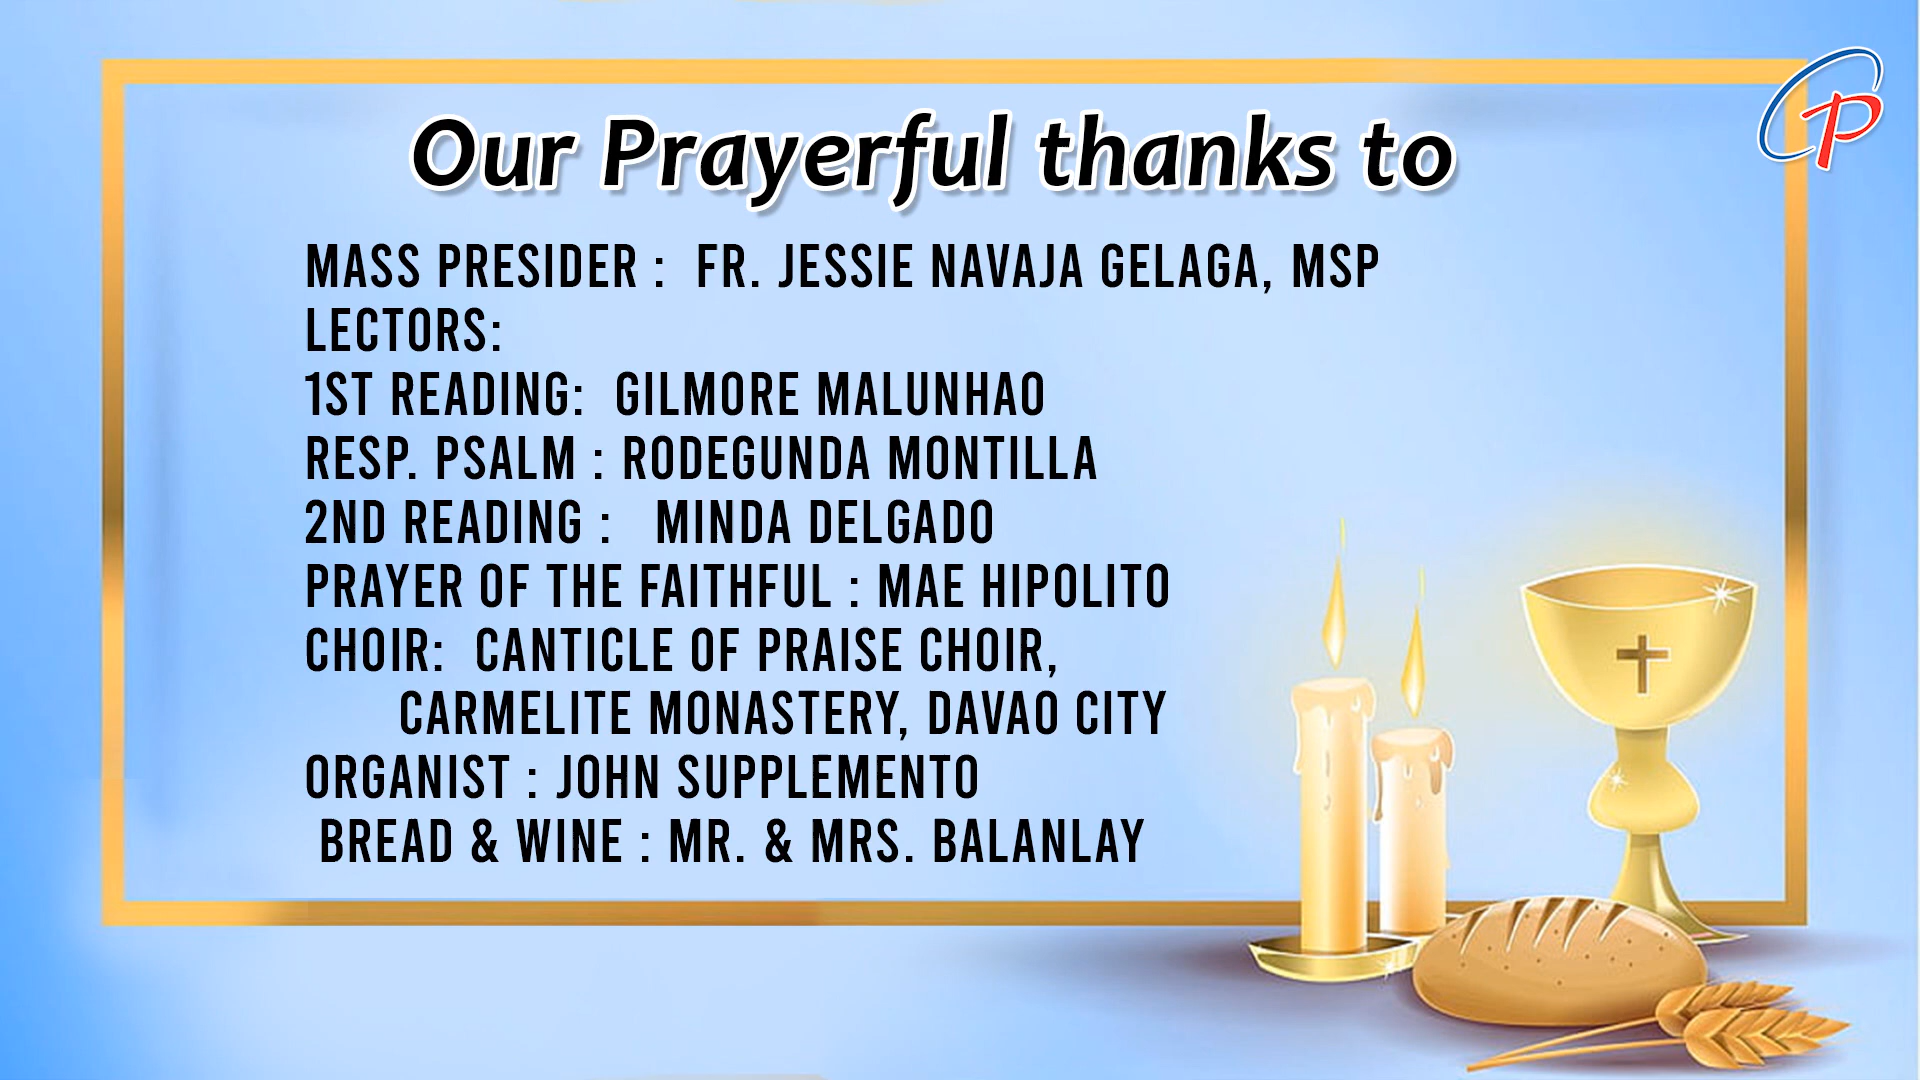 Our Prayerful thanks to
CP
MASS PRESIDER : FR. JESSIE NAVAJA GELAGA, MSP
LECTORS:
1ST READING: GILMORE MALUNHAO
RESP. PSALM : RODEGUNDA MONTILLA
2ND READING : MINDA DELGADO
PRAYER OF THE FAITHFUL : MAE HIPOLITO
CHOIR: CANTICLE OF PRAISE CHOIR,
CARMELITE MONASTERY, DAVAO CITY
ORGANIST : JOHN SUPPLEMENTO
BREAD & WINE : MR. & MRS. BALANLAY